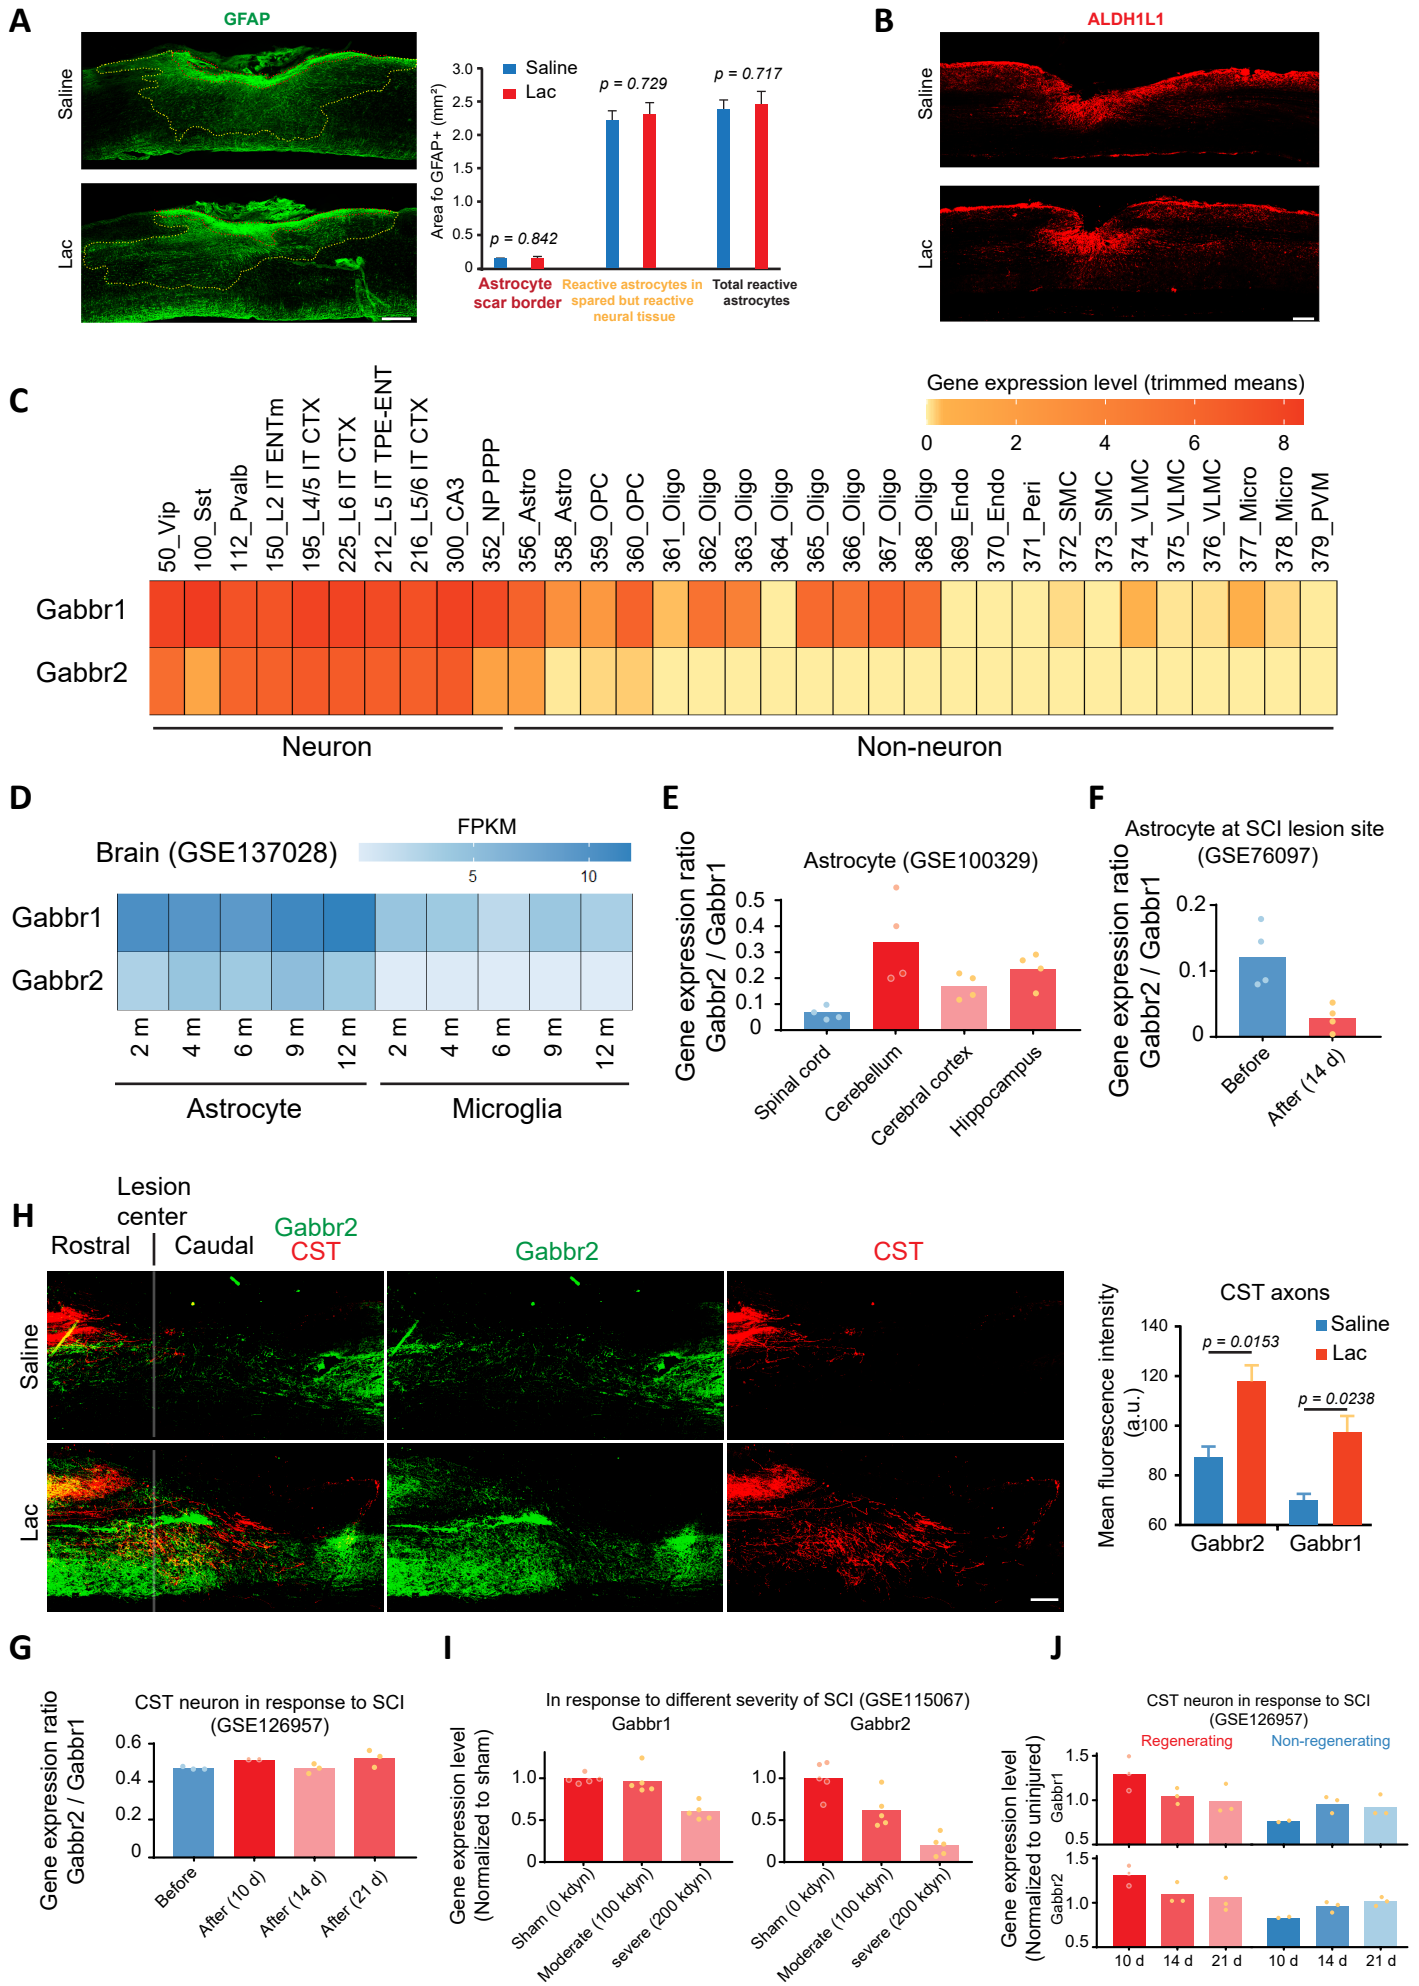 A
GFAP
Saline
Lac
Area fo GFAP+ (mm²)
3.0
2.5
2.0
1.5
1.0
0.5
0
Saline
Lac
p = 0.842
p = 0.729
p = 0.717
Astrocyte
scar border
Reactive astrocytes in
spared but reactive
neural tissue
Total reactive
astrocytes
B
ALDH1L1
Saline
Lac
C
Gene expression level (trimmed means)
0 2 4 6 8
50_Vip
100_Sst
112_Pvalb
150_L2 IT ENTm
195_L4/5 IT CTX
225_L6 IT CTX
212_L5 IT TPE-ENT
216_L5/6 IT CTX
300_CA3
352_NP PPP
356_Astro
358_Astro
359_OPC
360_OPC
361_Oligo
362_Oligo
363_Oligo
364_Oligo
365_Oligo
366_Oligo
367_Oligo
368_Oligo
369_Endo
370_Endo
371_Peri
372_SMC
373_SMC
374_VLMC
375_VLMC
376_VLMC
377_Micro
378_Micro
379_PVM
Gabbr1
Gabbr2
Neuron
Non-neuron
D
Brain (GSE137028)
FPKM
5 10
Gabbr1
Gabbr2
2 m
4 m
6 m
9 m
12 m
2 m
4 m
6 m
9 m
12 m
Astrocyte
Microglia
E
Astrocyte (GSE100329)
Gene expression ratio
Gabbr2 / Gabbr1
0.5
0.4
0.3
0.2
0.1
0
Spinal cord
Cerebellum
Cerebral cortex
Hippocampus
F
Astrocyte at SCI lesion site
(GSE76097)
Gene expression ratio
Gabbr2 / Gabbr1
0.2
0.1
0
Before
After (14 d)
H
Lesion
center
Rostral
Caudal
Gabbr2
CST
Gabbr2
CST
Saline
Lac
CST axons
Mean fluorescence intensity
(a.u.)
140
120
100
80
60
Saline
Lac
p = 0.0153
p = 0.0238
Gabbr2
Gabbr1
G
CST neuron in response to SCI
(GSE126957)
Gene expression ratio
Gabbr2 / Gabbr1
0.6
0.4
0.2
0
Before
After (10 d)
After (14 d)
After (21 d)
I
In response to different severity of SCI (GSE115067)
Gabbr1
Gabbr2
Gene expression level
(Normalized to sham)
1.0
0.5
0
Sham (0 kdyn)
Moderate (100 kdyn)
severe (200 kdyn)
1.0
0.5
0
Sham (0 kdyn)
Moderate (100 kdyn)
severe (200 kdyn)
J
CST neuron in response to SCI
(GSE126957)
Regenerating
Non-regenerating
Gene expression level
(Normalized to uninjured)
Gabbr1
1.5
1.0
0.5
Gabbr2
1.5
1.0
0.5
10 d 14 d 21 d 10 d 14 d 21 d